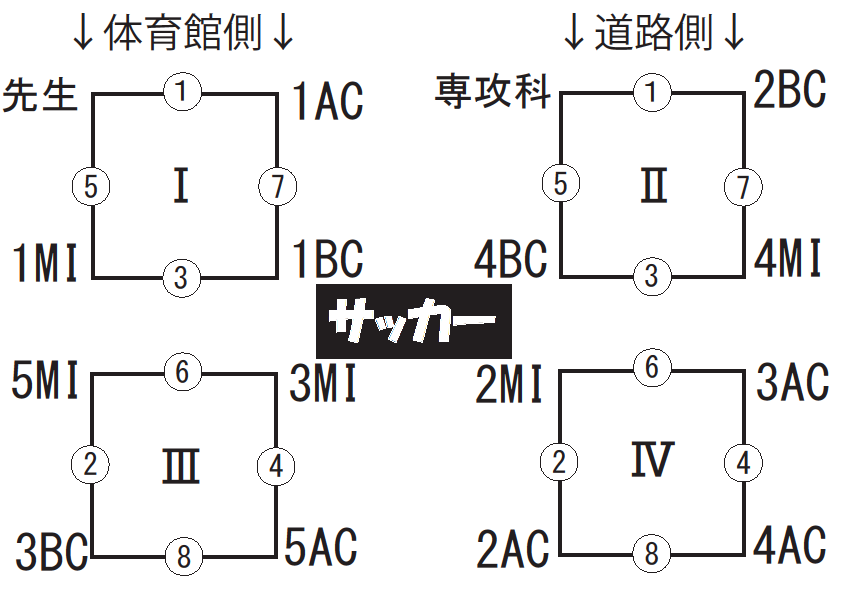 ↓体育館側↓
↓道路側↓
先生
①
1AC
⑤
Ⅰ
⑦
1MI
③
1BC
専攻科
①
2BC
⑤
Ⅱ
⑦
4BC
③
4MI
サッカー
5MI
⑥
3MI
②
Ⅲ
④
3BC
⑧
5AC
2MI
⑥
3AC
②
Ⅳ
④
2AC
⑧
4AC